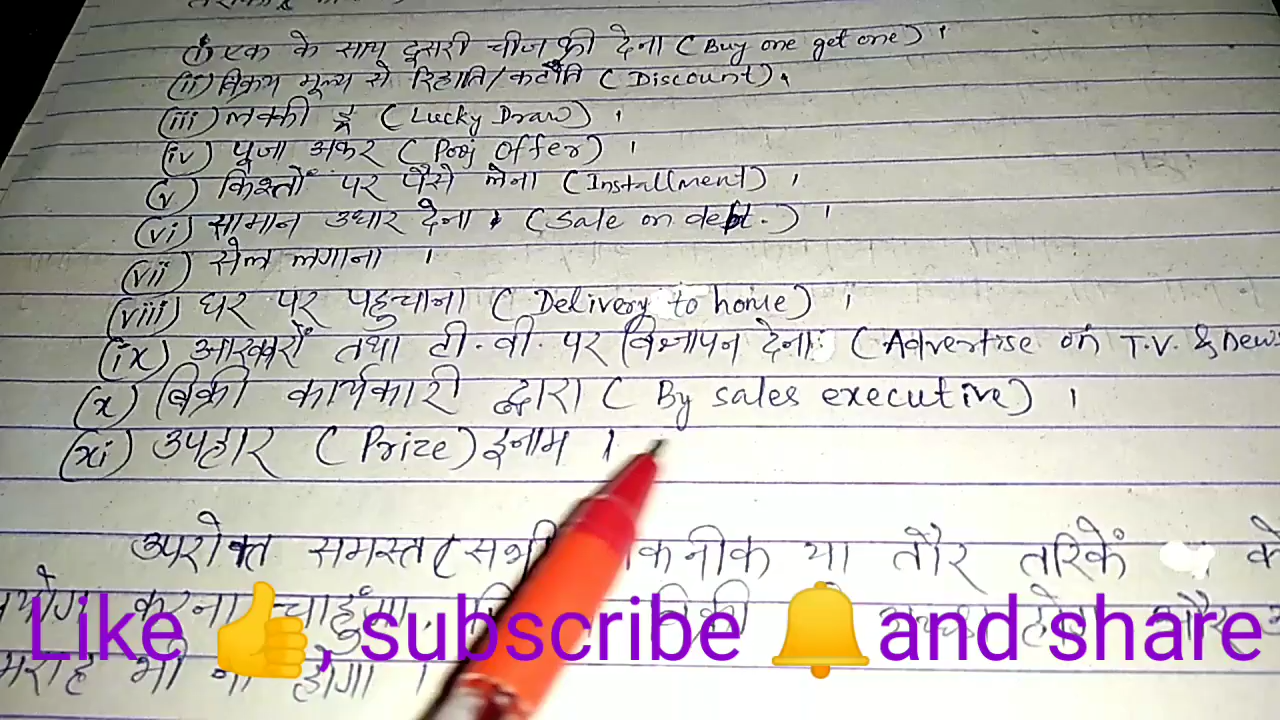 (i) एक के साथ दूसरी चीज की देना (Buy one get one) ।
(ii) विक्रय मूल्य से रिहाति/कटौति (Discount) ।
(iii) लक्की ड्र (Lucky Draw) ।
(iv) पूजा अफर (Pooj Offer) ।
(v) किश्तों पर पैसे लेना (Installment) ।
(vi) सामान उधार देना । (Sale on debt.) ।
(vii) सेल लगाना ।
(viii) घर पर पहुचाना (Delivery to home) ।
(ix) आखबारों तथा टी.वी. पर विज्ञापन देना (Advertise on T.V. & news
(x) बिक्री कार्यकारी द्वारा (By sales executive) ।
(xi) उपहार (Prize) इनाम ।
उपरोक्त समस्त (सभी या तौर तरिकें
करना चाहुंगा, बिक्री और
भी ना होगा ।
Like 👍, subscribe 🔔 and share